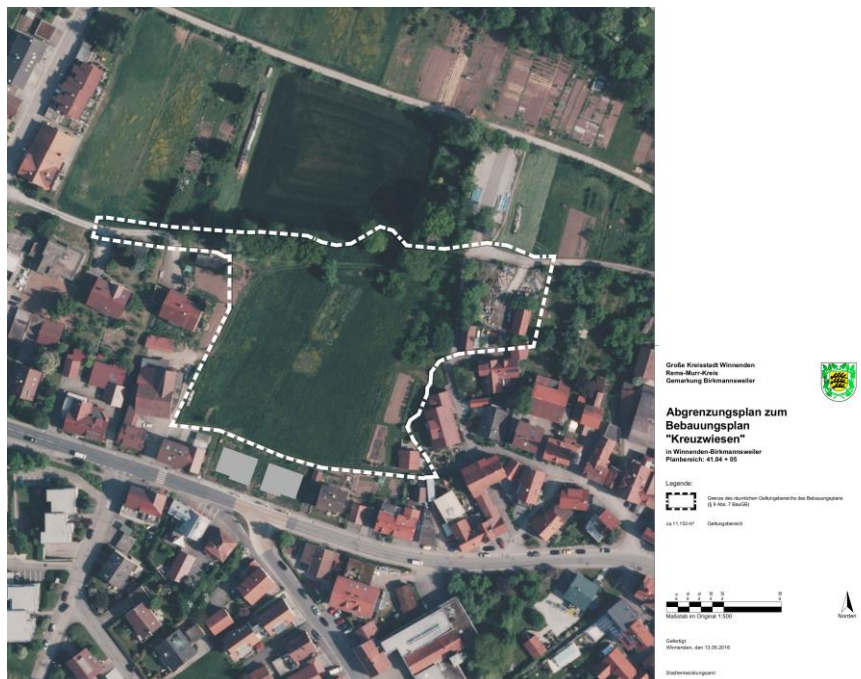 Große Kreisstadt Winnenden
Rems-Murr-Kreis
Gemarkung Birkmannsweiler
Abgrenzungsplan zum
Bebauungsplan
"Kreuzwiesen"
in Winnenden-Birkmannsweiler
Planbereich: 41.04 + 05
Legende:
Grenze des räumlichen Geltungsbereichs des Bebauungsplans
(§ 9 Abs. 7 BauGB)
ca 11.153 m² Geltungsbereich
Maßstab im Original 1:500
Norden
Gefertigt:
Winnenden, den 13.05.2016
Stadtentwicklungsamt